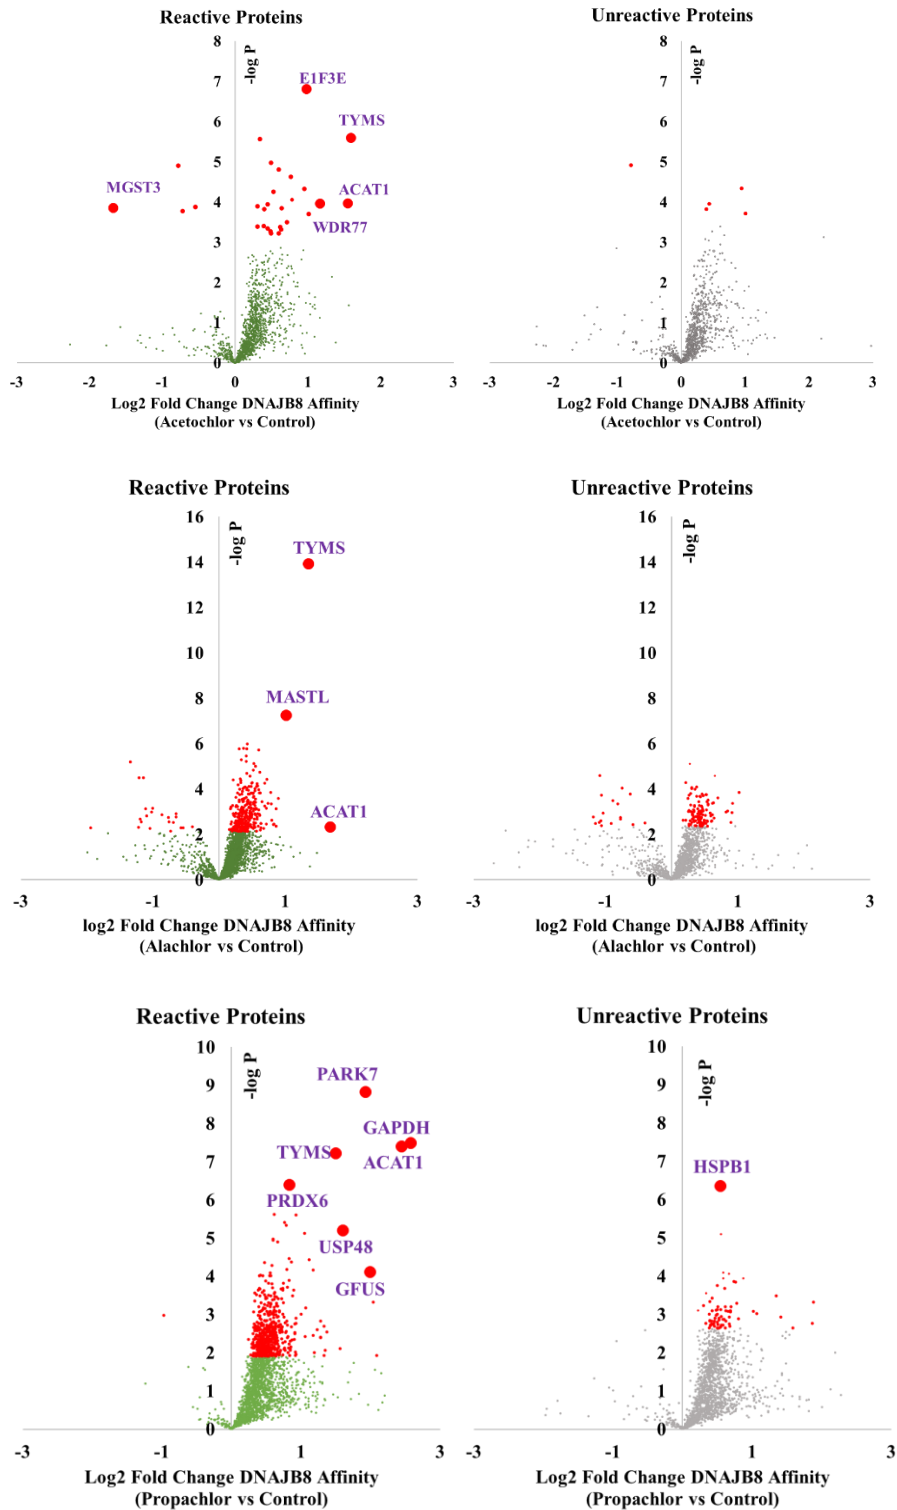 Reactive Proteins
8
-log P
7
E1F3E
6
TYMS
5
MGST3
ACAT1
4
WDR77
3
2
1
0
-3
-2
-1
0
1
2
3
Log2 Fold Change DNAJB8 Affinity
(Acetochlor vs Control)
Unreactive Proteins
8
-log P
7
6
5
4
3
2
1
0
-3
-2
-1
0
1
2
3
Log2 Fold Change DNAJB8 Affinity
(Acetochlor vs Control)
Reactive Proteins
16
-log P
TYMS
14
12
10
8
MASTL
6
4
ACAT1
2
0
-3
-1
1
3
log2 Fold Change DNAJB8 Affinity
(Alachlor vs Control)
Unreactive Proteins
16
-log P
14
12
10
8
6
4
2
0
-3
-1
1
3
log2 Fold Change DNAJB8 Affinity
(Alachlor vs Control)
Reactive Proteins
10
-log P
PARK7
9
8
GAPDH
TYMS
ACAT1
7
PRDX6
6
5
USP48
4
GFUS
3
2
1
0
-3
-1
1
3
Log2 Fold Change DNAJB8 Affinity
(Propachlor vs Control)
Unreactive Proteins
10
-log P
9
8
7
HSPB1
6
5
4
3
2
1
0
-3
-1
1
3
Log2 Fold Change DNAJB8 Affinity
(Propachlor vs Control)